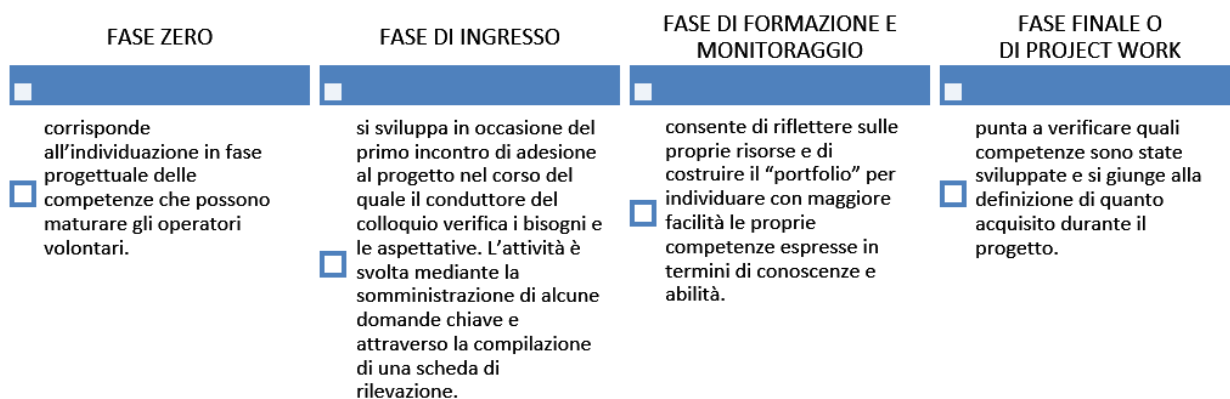 FASE ZERO
corrisponde
all'individuazione in fase
progettuale delle
competenze che possono
maturare gli operatori
volontari.
FASE DI INGRESSO
si sviluppa in occasione del
primo incontro di adesione
al progetto nel corso del
quale il conduttore del
colloquio verifica i bisogni e
le aspettative. L'attività è
svolta mediante la
somministrazione di alcune
domande chiave e
attraverso la compilazione
di una scheda di
rilevazione.
FASE DI FORMAZIONE E
MONITORAGGIO
consente di riflettere sulle
proprie risorse e di
costruire il “portfolio” per
individuare con maggiore
facilità le proprie
competenze espresse in
termini di conoscenze e
abilità.
FASE FINALE O
DI PROJECT WORK
punta a verificare quali
competenze sono state
sviluppate e si giunge alla
definizione di quanto
acquisito durante il
progetto.